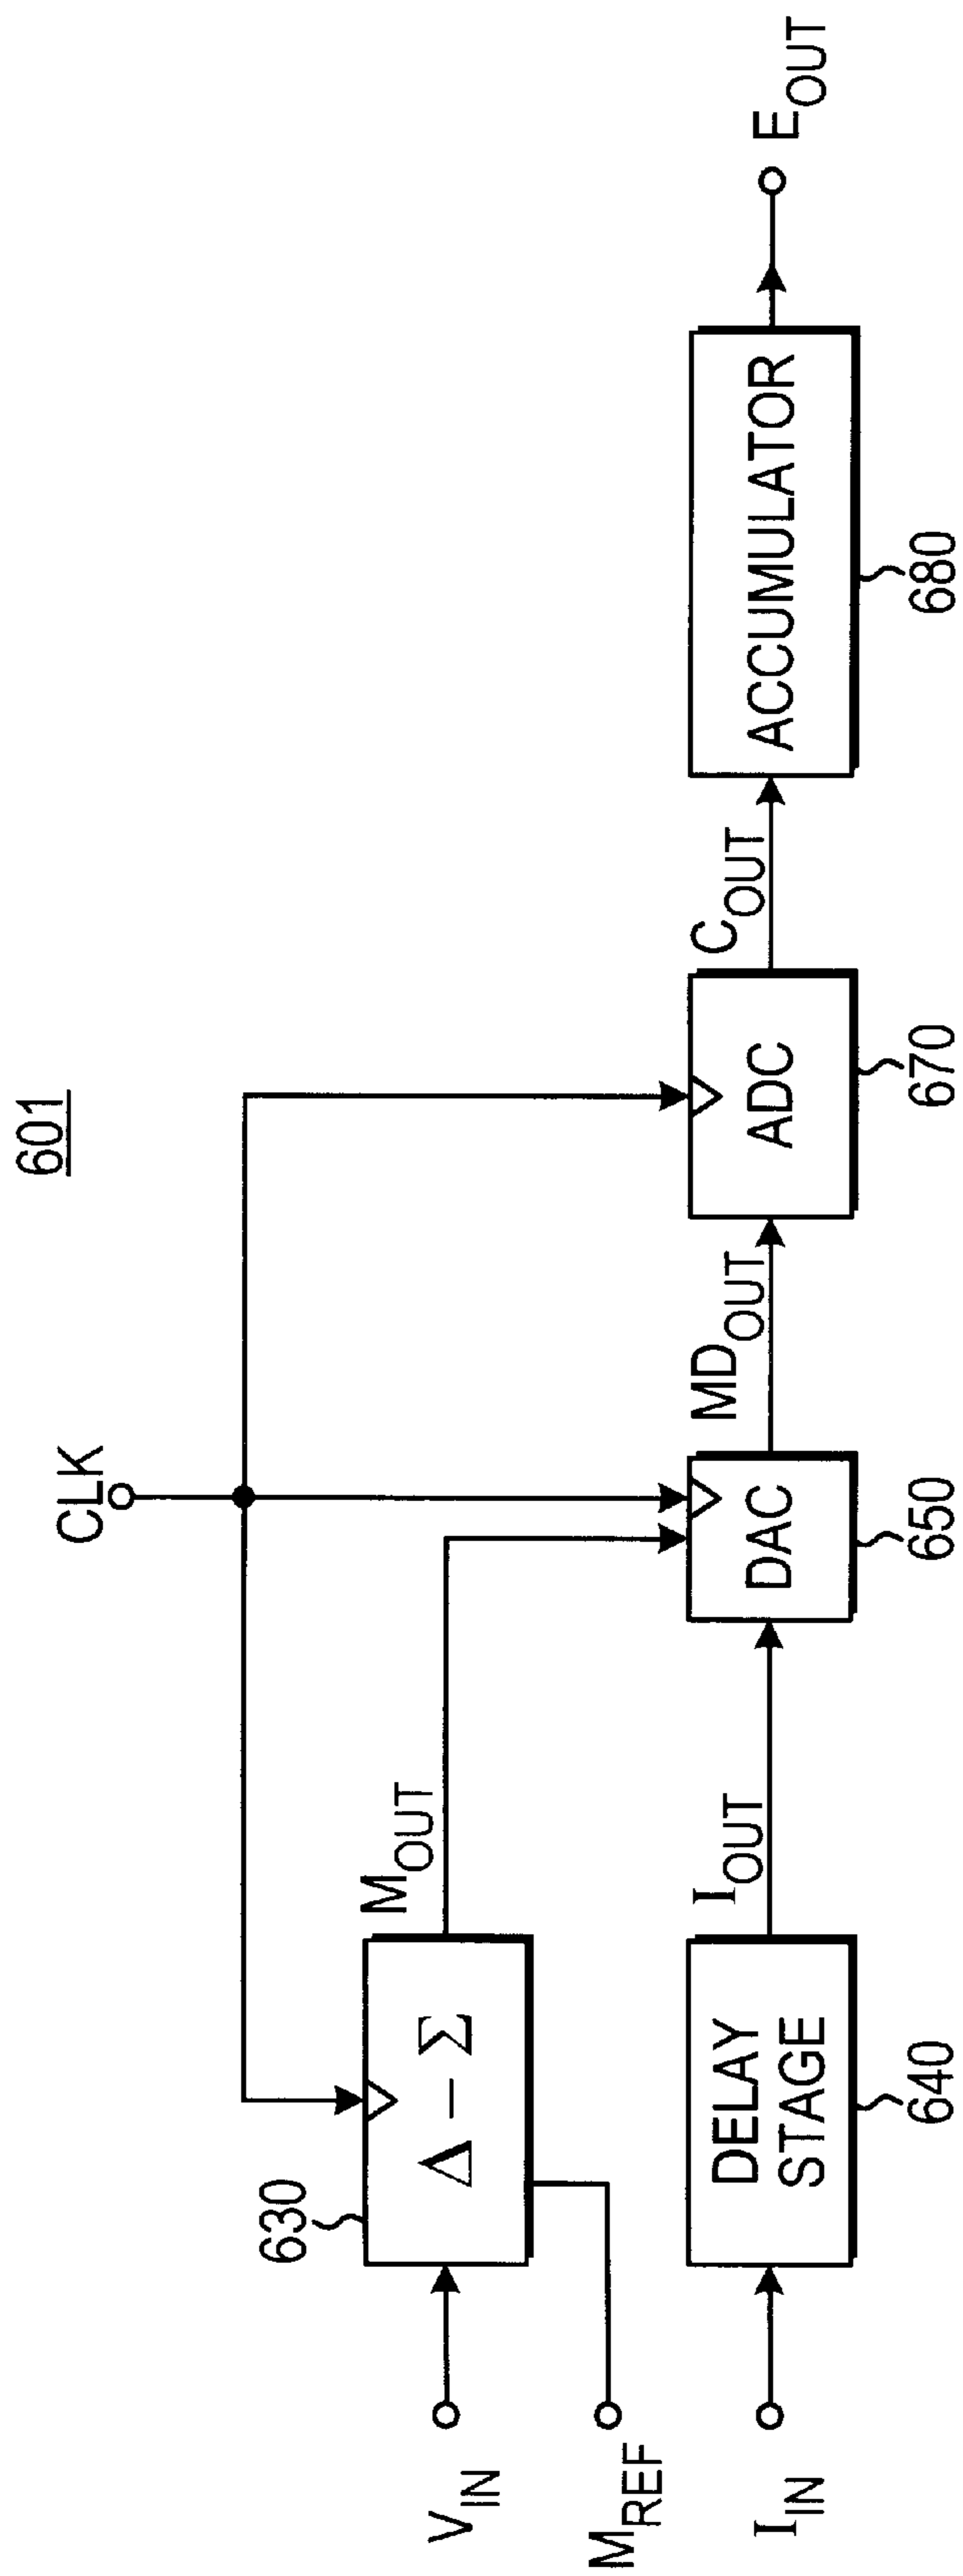 601
CLK
630
Δ – Σ
M_OUT
V_IN
M_REF
I_IN
DELAY
STAGE
640
I_OUT
DAC
650
MD_OUT
ADC
670
C_OUT
ACCUMULATOR
680
E_OUT